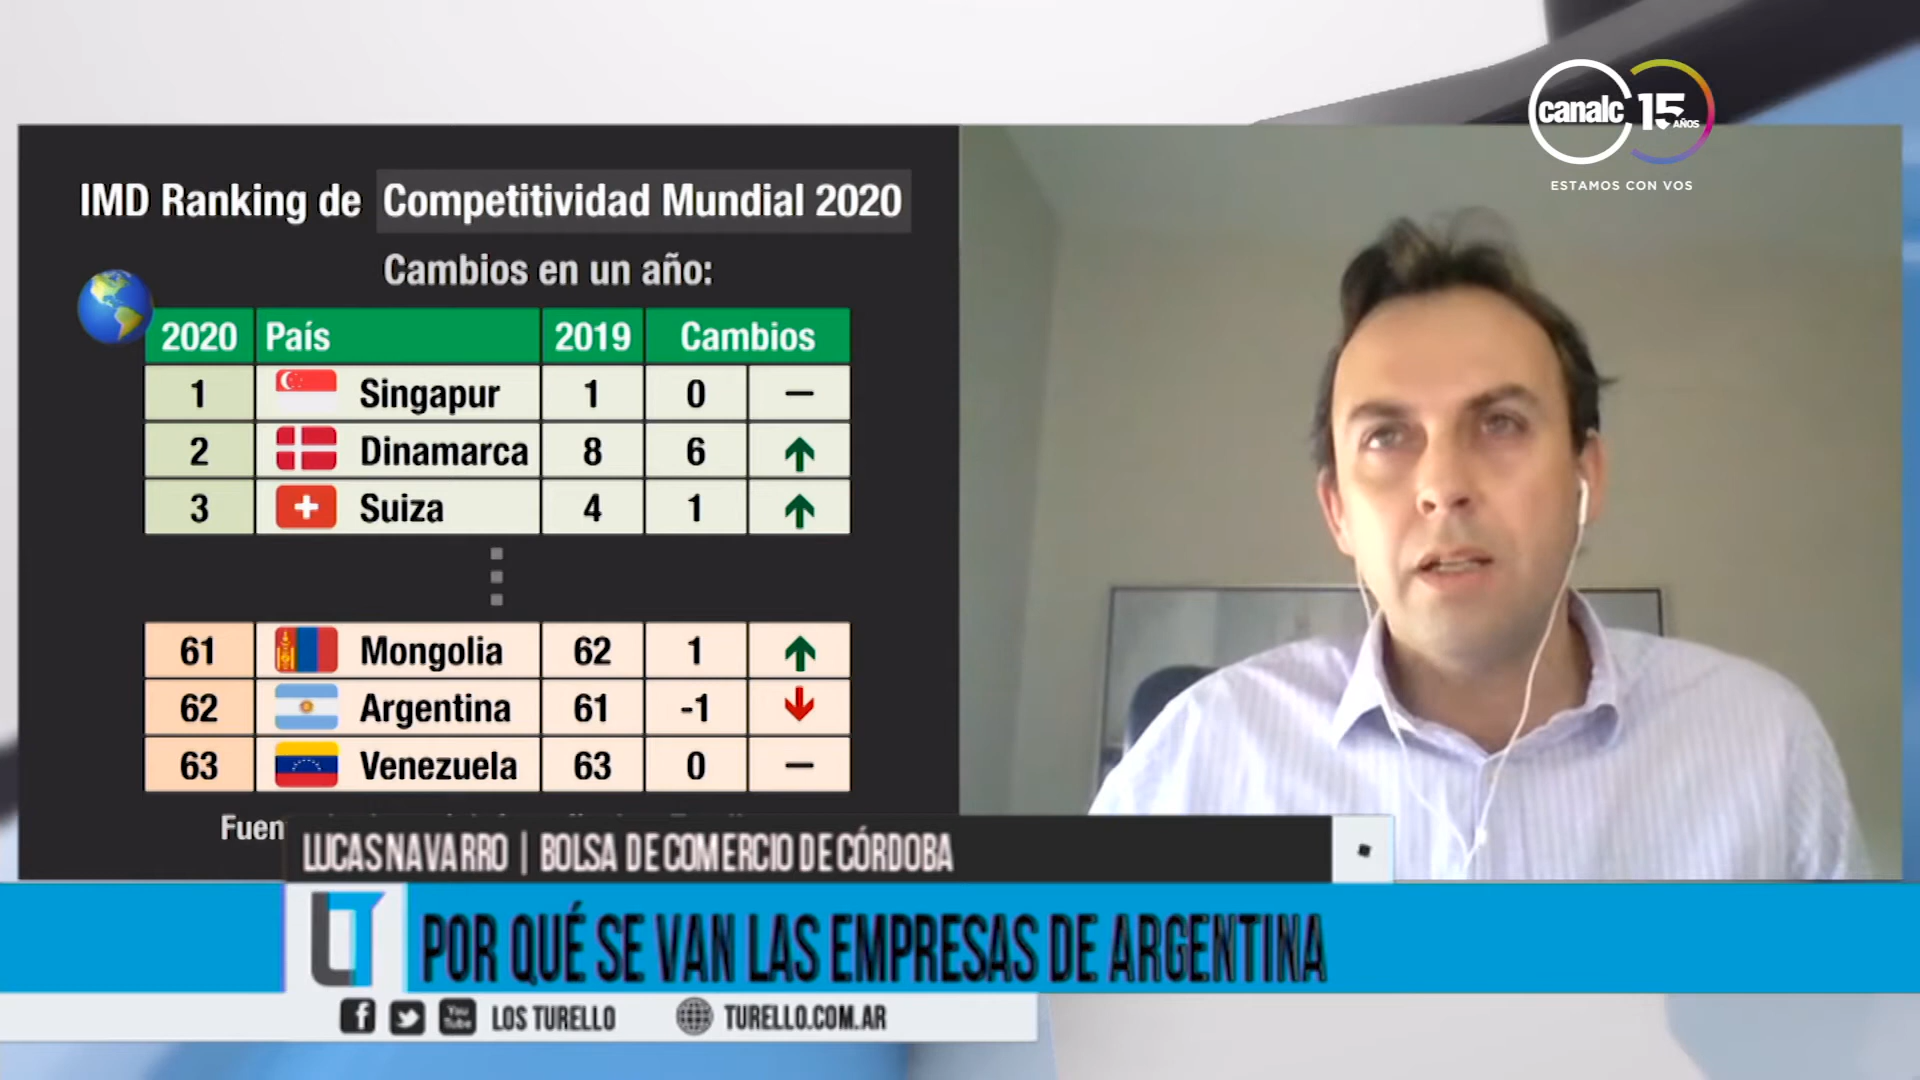 canalc 15 AÑOS
ESTAMOS CON VOS
IMD Ranking de Competitividad Mundial 2020
Cambios en un año:
2020 País 2019 Cambios
1 Singapur 1 0 —
2 Dinamarca 8 6
3 Suiza 4 1
61 Mongolia 62 1
62 Argentina 61 -1
63 Venezuela 63 0 —
LUCAS NAVARRO | BOLSA DE COMERCIO DE CÓRDOBA
LT POR QUÉ SE VAN LAS EMPRESAS DE ARGENTINA
You Tube LOS TURELLO TURELLO.COM.AR